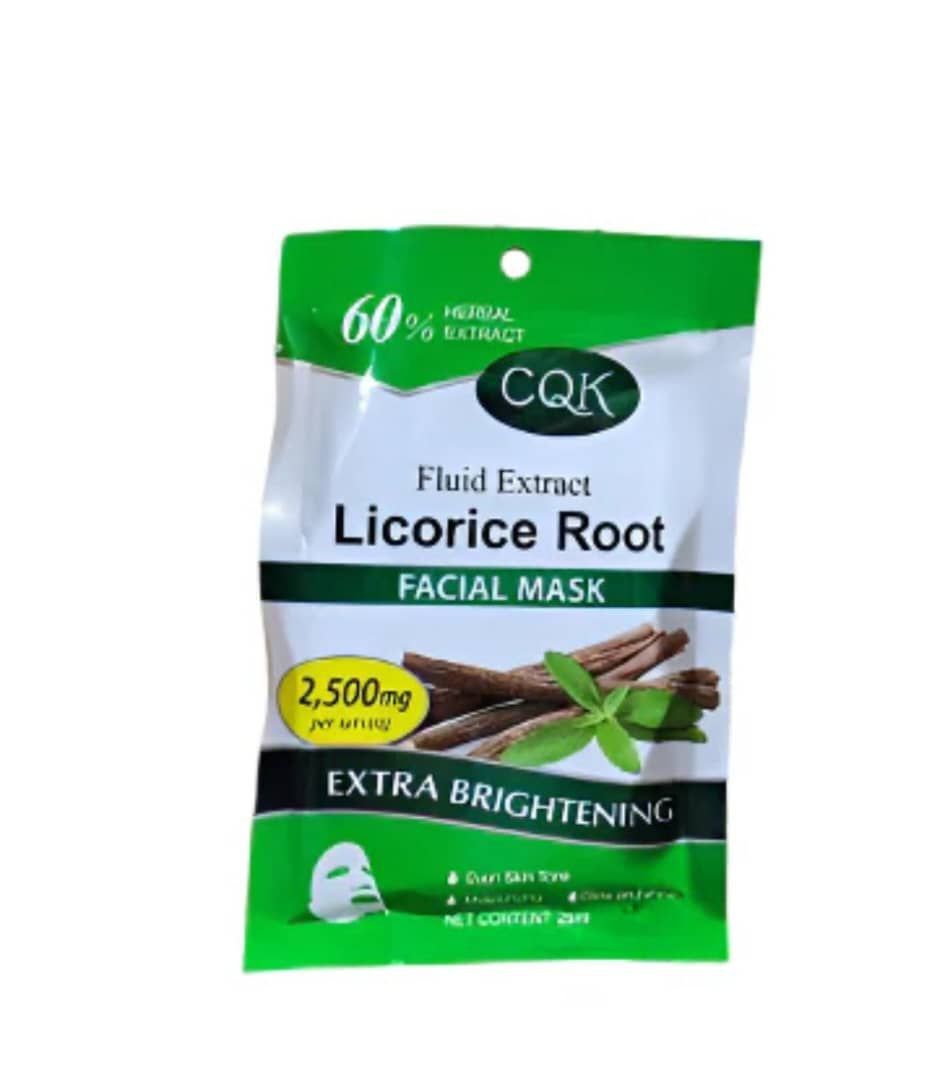 60% HERBAL
EXTRACT
CQK
Fluid Extract
Licorice Root
FACIAL MASK
2,500mg
per
EXTRA BRIGHTENING
Even Skin Tone
NET CONTENT